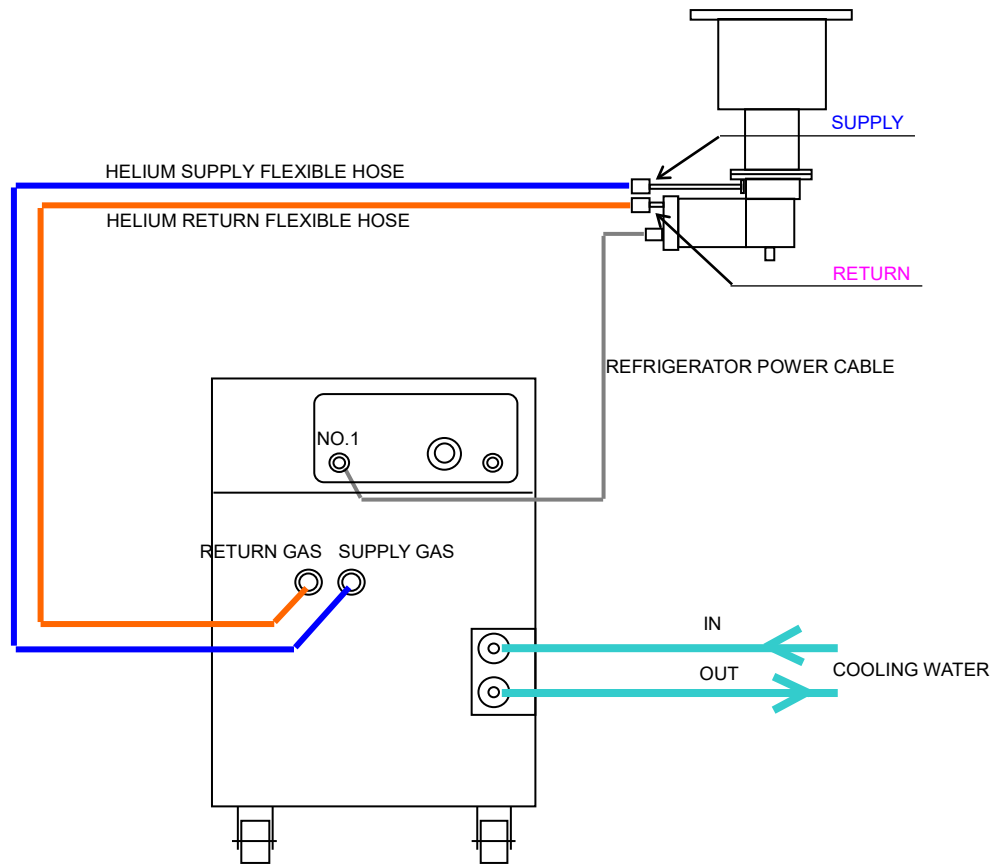 SUPPLY
HELIUM SUPPLY FLEXIBLE HOSE
HELIUM RETURN FLEXIBLE HOSE
RETURN
REFRIGERATOR POWER CABLE
NO.1
RETURN GAS
SUPPLY GAS
IN
COOLING WATER
OUT